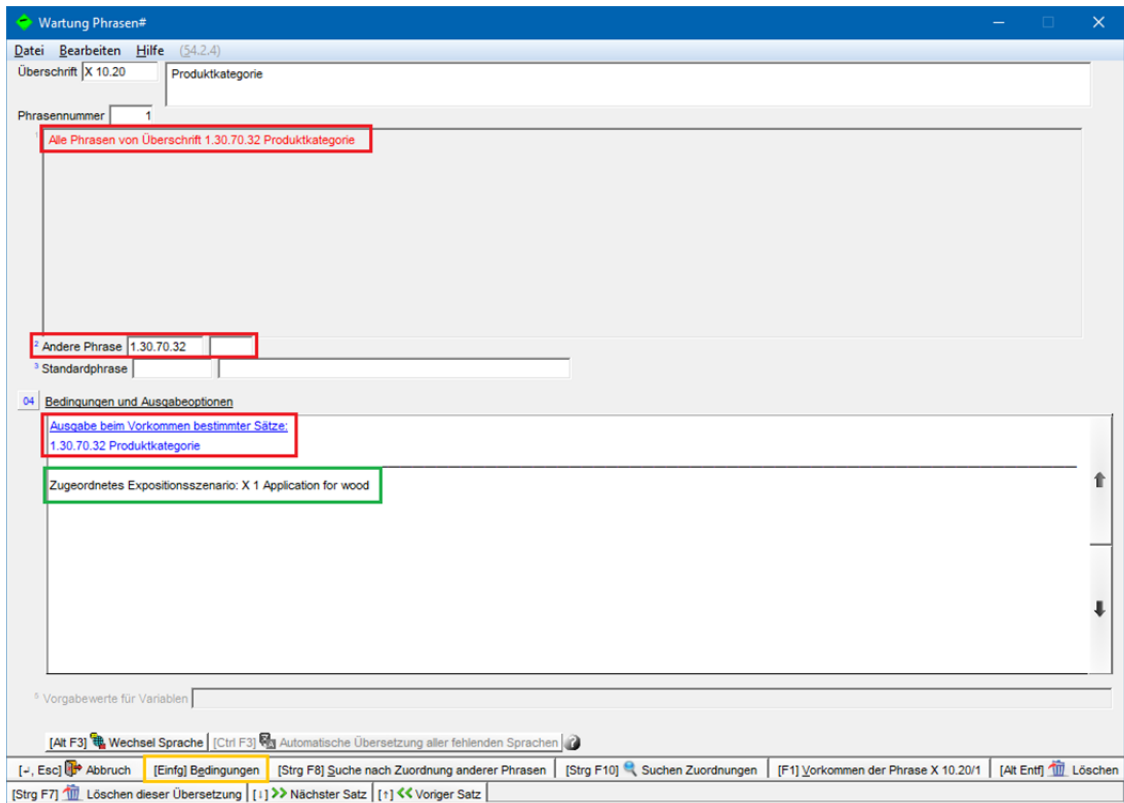 Wartung Phrasen#
Datei Bearbeiten Hilfe (54.2.4)
Überschrift X 10.20 Produktkategorie
Phrasennummer 1
1 Alle Phrasen von Überschrift 1.30.70.32 Produktkategorie
2 Andere Phrase 1.30.70.32
3 Standardphrase
04 Bedingungen und Ausgabeoptionen
Ausgabe beim Vorkommen bestimmter Sätze:
1.30.70.32 Produktkategorie
Zugeordnetes Expositionsszenario: X 1 Application for wood
5 Vorgabewerte für Variablen
[Alt F3] Wechsel Sprache [Ctrl F3] Automatische Übersetzung aller fehlenden Sprachen
[↵, Esc] Abbruch [Einfg] Bedingungen [Strg F8] Suche nach Zuordnung anderer Phrasen [Strg F10] Suchen Zuordnungen [F1] Vorkommen der Phrase X 10.20/1 [Alt Entf] Löschen
[Strg F7] Löschen dieser Übersetzung [↓] >> Nächster Satz [↑] << Voriger Satz